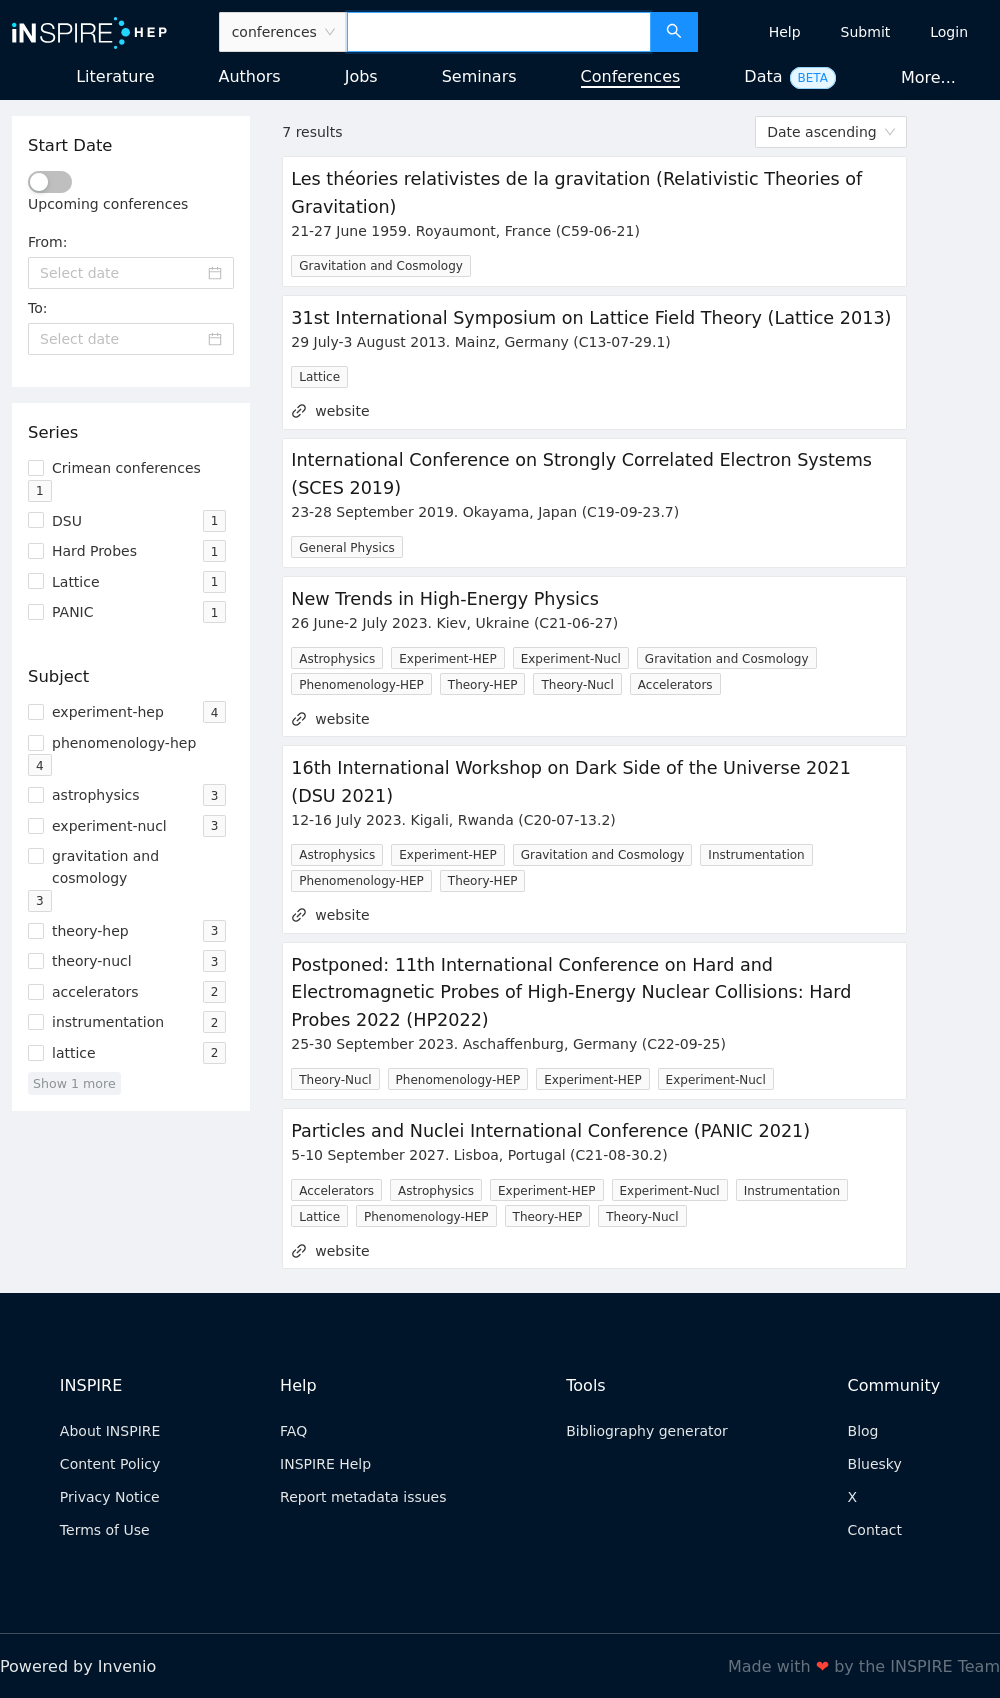 iNSPIRE HEP
conferences
Help
Submit
Login
Literature
Authors
Jobs
Seminars
Conferences
Data BETA
More...
Start Date
Upcoming conferences
From:
Select date
To:
Select date
Series
Crimean conferences
1
DSU 1
Hard Probes 1
Lattice 1
PANIC 1
Subject
experiment-hep 4
phenomenology-hep
4
astrophysics 3
experiment-nucl 3
gravitation and
cosmology
3
theory-hep 3
theory-nucl 3
accelerators 2
instrumentation 2
lattice 2
Show 1 more
7 results
Date ascending
Les théories relativistes de la gravitation (Relativistic Theories of
Gravitation)
21-27 June 1959. Royaumont, France (C59-06-21)
Gravitation and Cosmology
31st International Symposium on Lattice Field Theory (Lattice 2013)
29 July-3 August 2013. Mainz, Germany (C13-07-29.1)
Lattice
website
International Conference on Strongly Correlated Electron Systems
(SCES 2019)
23-28 September 2019. Okayama, Japan (C19-09-23.7)
General Physics
New Trends in High-Energy Physics
26 June-2 July 2023. Kiev, Ukraine (C21-06-27)
Astrophysics Experiment-HEP Experiment-Nucl Gravitation and Cosmology
Phenomenology-HEP Theory-HEP Theory-Nucl Accelerators
website
16th International Workshop on Dark Side of the Universe 2021
(DSU 2021)
12-16 July 2023. Kigali, Rwanda (C20-07-13.2)
Astrophysics Experiment-HEP Gravitation and Cosmology Instrumentation
Phenomenology-HEP Theory-HEP
website
Postponed: 11th International Conference on Hard and
Electromagnetic Probes of High-Energy Nuclear Collisions: Hard
Probes 2022 (HP2022)
25-30 September 2023. Aschaffenburg, Germany (C22-09-25)
Theory-Nucl Phenomenology-HEP Experiment-HEP Experiment-Nucl
Particles and Nuclei International Conference (PANIC 2021)
5-10 September 2027. Lisboa, Portugal (C21-08-30.2)
Accelerators Astrophysics Experiment-HEP Experiment-Nucl Instrumentation
Lattice Phenomenology-HEP Theory-HEP Theory-Nucl
website
INSPIRE
About INSPIRE
Content Policy
Privacy Notice
Terms of Use
Help
FAQ
INSPIRE Help
Report metadata issues
Tools
Bibliography generator
Community
Blog
Bluesky
X
Contact
Powered by Invenio
Made with ❤ by the INSPIRE Team